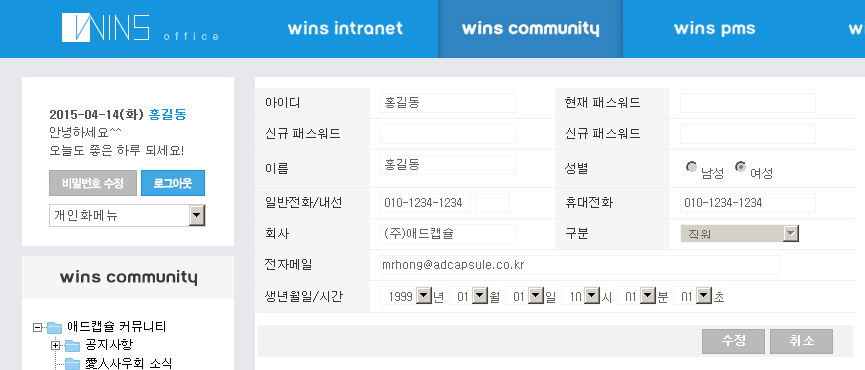 WINS office
wins intranet
wins community
wins pms
w
2015-04-14(화) 홍길동
안녕하세요^^
오늘도 좋은 하루 되세요!
비밀번호 수정 로그아웃
개인화메뉴
wins community
애드캡슐 커뮤니티
공지사항
愛人사우회 소식
아이디 홍길동 현재 패스워드
신규 패스워드 신규 패스워드
이름 홍길동 성별 남성 여성
일반전화/내선 010-1234-1234 휴대전화 010-1234-1234
회사 (주)애드캡슐 구분 직위
전자메일 mrhong@adcapsule.co.kr
생년월일/시간 1999 년 01 월 01 일 10 시 01 분 01 초
수정 취소